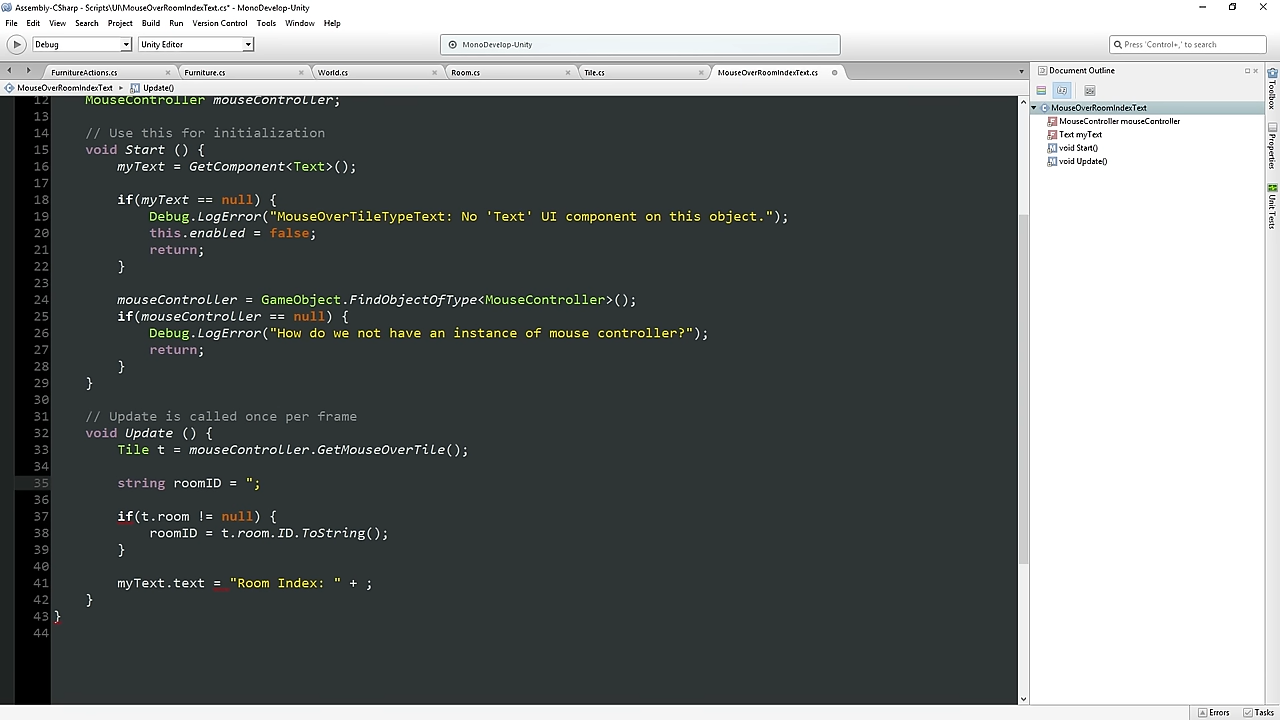 Assembly-CSharp - Scripts\UI\MouseOverRoomIndexText.cs* - MonoDevelop-Unity
File Edit View Search Project Build Run Version Control Tools Window Help
Debug Unity Editor MonoDevelop-Unity Press 'Control+,' to search
FurnitureActions.cs Furniture.cs World.cs Room.cs Tile.cs MouseOverRoomIndexText.cs
MouseOverRoomIndexText Update()
12 MouseController mouseController;
13
14 // Use this for initialization
15 void Start () {
16 myText = GetComponent<Text>();
17
18 if(myText == null) {
19 Debug.LogError("MouseOverTileTypeText: No 'Text' UI component on this object.");
20 this.enabled = false;
21 return;
22 }
23
24 mouseController = GameObject.FindObjectOfType<MouseController>();
25 if(mouseController == null) {
26 Debug.LogError("How do we not have an instance of mouse controller?");
27 return;
28 }
29 }
30
31 // Update is called once per frame
32 void Update () {
33 Tile t = mouseController.GetMouseOverTile();
34
35 string roomID = ";
36
37 if(t.room != null) {
38 roomID = t.room.ID.ToString();
39 }
40
41 myText.text = "Room Index: " + ;
42 }
43 }
44
Document Outline
MouseOverRoomIndexText
MouseController mouseController
Text myText
void Start()
void Update()
Toolbox
Properties
Unit Tests
Errors Tasks